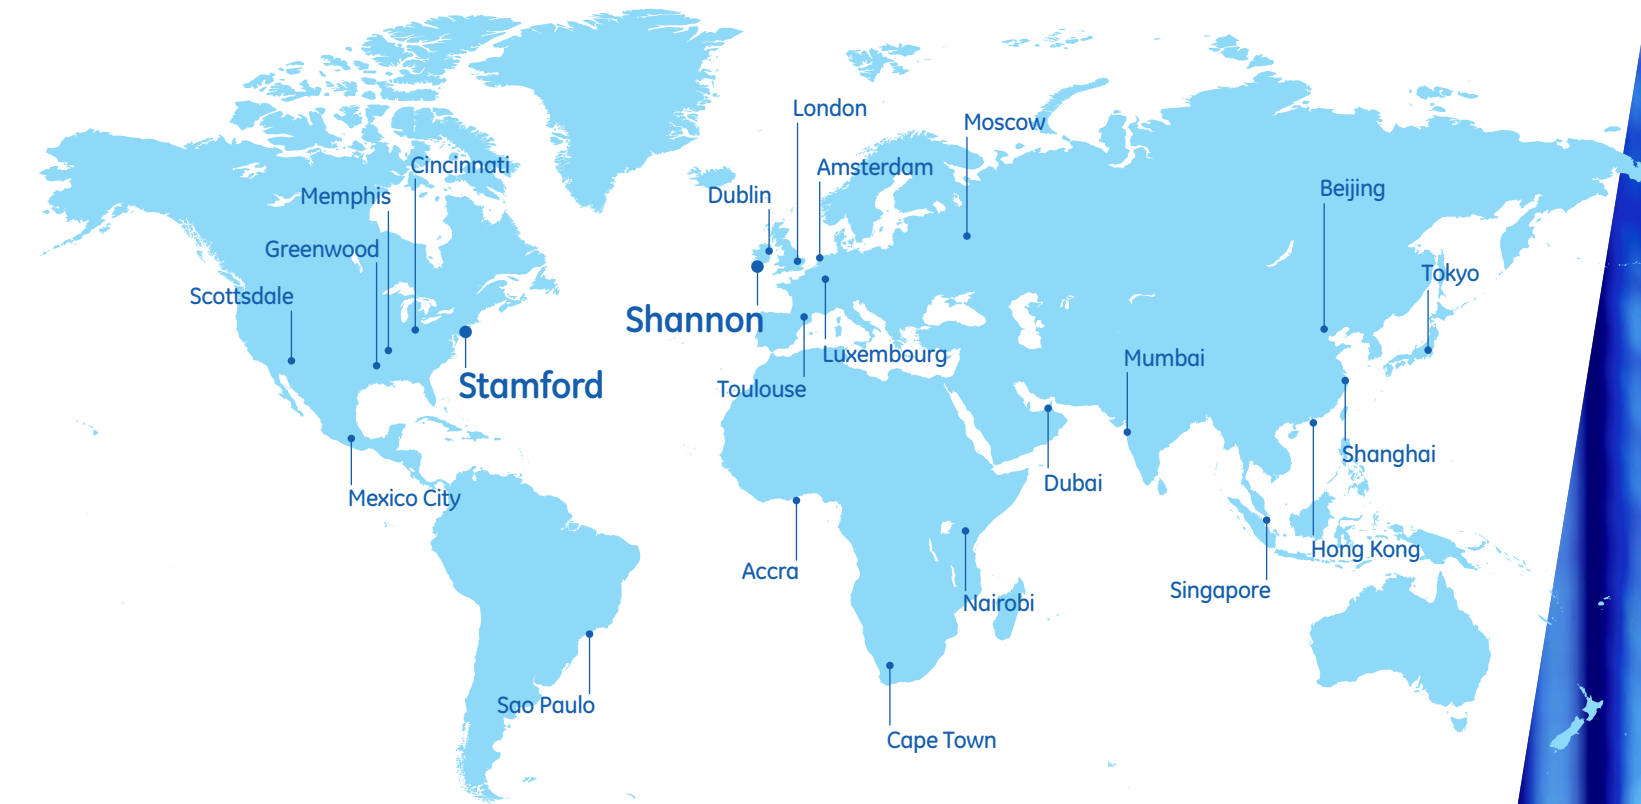 London
Moscow
Cincinnati
Amsterdam
Memphis
Dublin
Beijing
Greenwood
Tokyo
Scottsdale
Shannon
Luxembourg
Mumbai
Stamford
Toulouse
Shanghai
Dubai
Mexico City
Hong Kong
Accra
Singapore
Nairobi
Sao Paulo
Cape Town